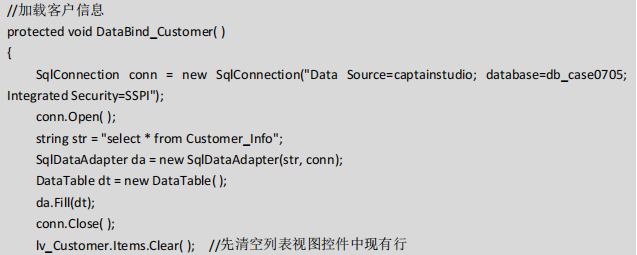 //加载客户信息
protected void DataBind_Customer( )
{
SqlConnection conn = new SqlConnection("Data Source=captainstudio; database=db_case0705;
Integrated Security=SSPI");
conn.Open( );
string str = "select * from Customer_Info";
SqlDataAdapter da = new SqlDataAdapter(str, conn);
DataTable dt = new DataTable( );
da.Fill(dt);
conn.Close( );
lv_Customer.Items.Clear( ); //先清空列表视图控件中现有行